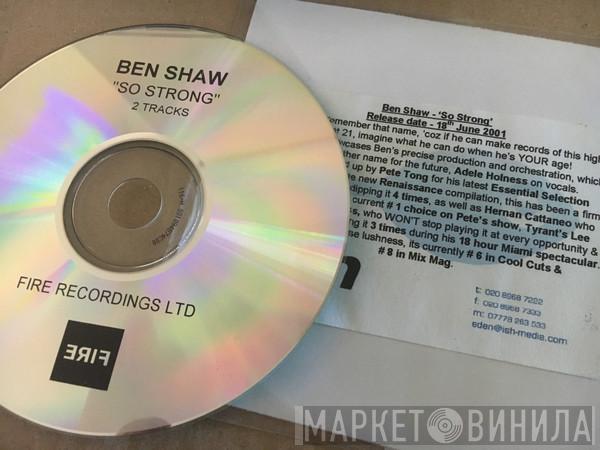 BEN SHAW
"SO STRONG"
2 TRACKS
FIRE RECORDINGS LTD
FIRE
Ben Shaw - 'So Strong'
Release date - 18th June 2001
emember that name, 'coz if he can make records of this high
t 21, imagine what he can do when he's YOUR age!
wcases Ben's precise production and orchestration, which
ther name for the future, Adele Holness on vocals.
d up by Pete Tong for his latest Essential Selection
e new Renaissance compilation, this has been a firm
dipping it 4 times, as well as Hernan Cattaneo who
current # 1 choice on Pete's show, Tyrant's Lee
s, who WON'T stop playing it at every opportunity &
g it 3 times during his 18 hour Miami spectacular.
se lushness, its currently # 6 in Cool Cuts &
# 8 in Mix Mag.
n
t: 020 8968 7292
f: 020 8968 7333
m: 07778 263 533
eden@ish-media.com
МАРКЕТ ВИНИЛА